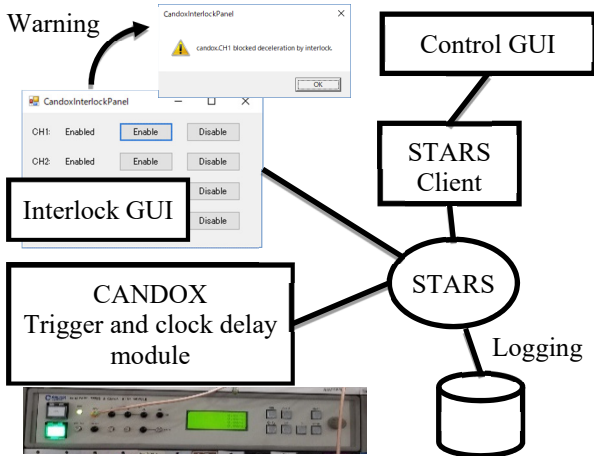 Warning
CandoxInterlockPanel
candox.CH1 blocked deceleration by interlock.
OK
CandoxInterlockPanel
CH1: Enabled Enable Disable
CH2: Enabled Enable Disable
Disable
Disable
Interlock GUI
CANDOX
Trigger and clock delay
module
Control GUI
STARS
Client
STARS
Logging